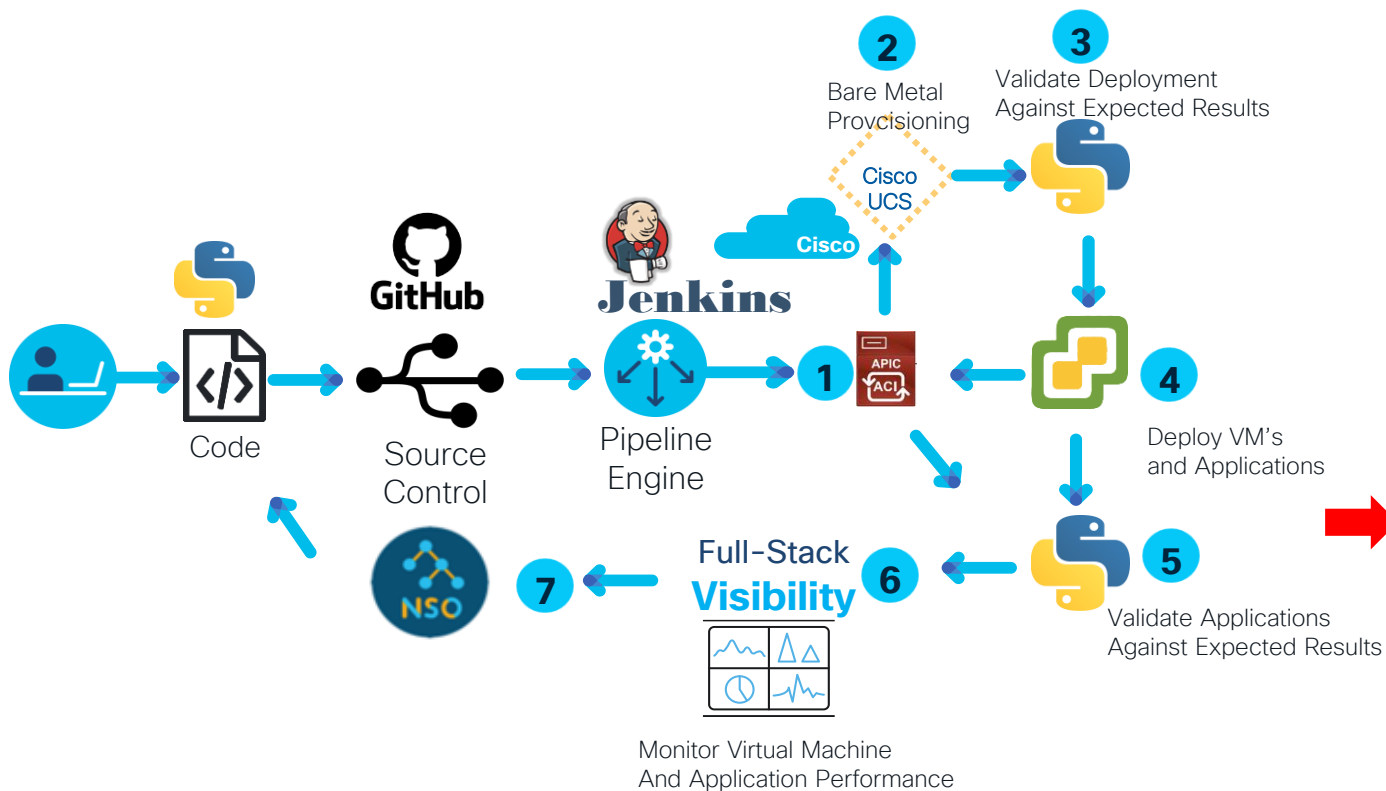 2
Bare Metal
Provcisioning
3
Validate Deployment
Against Expected Results
Cisco
UCS
Cisco
GitHub
Jenkins
</>
Code
Source
Control
Pipeline
Engine
1
APIC
ACI
4
Deploy VM's
and Applications
5
Validate Applications
Against Expected Results
Full-Stack
Visibility
6
Monitor Virtual Machine
And Application Performance
7
NSO